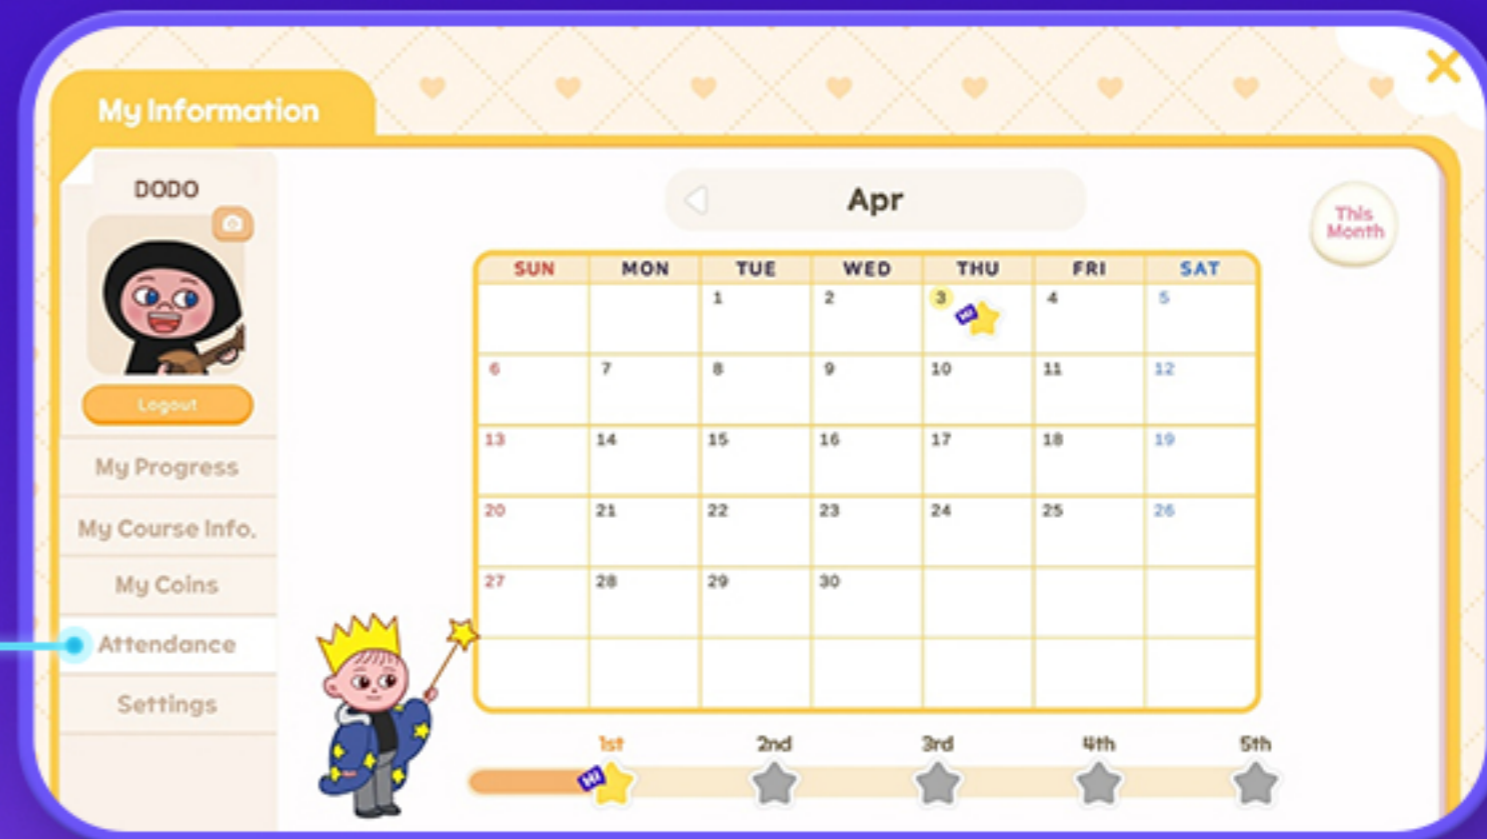 My Information
DODO
Logout
My Progress
My Course Info.
My Coins
Attendance
Settings
Apr
This
Month
SUN MON TUE WED THU FRI SAT
1 2 3 4 5
Hi
6 7 8 9 10 11 12
13 14 15 16 17 18 19
20 21 22 23 24 25 26
27 28 29 30
1st 2nd 3rd 4th 5th
Hi